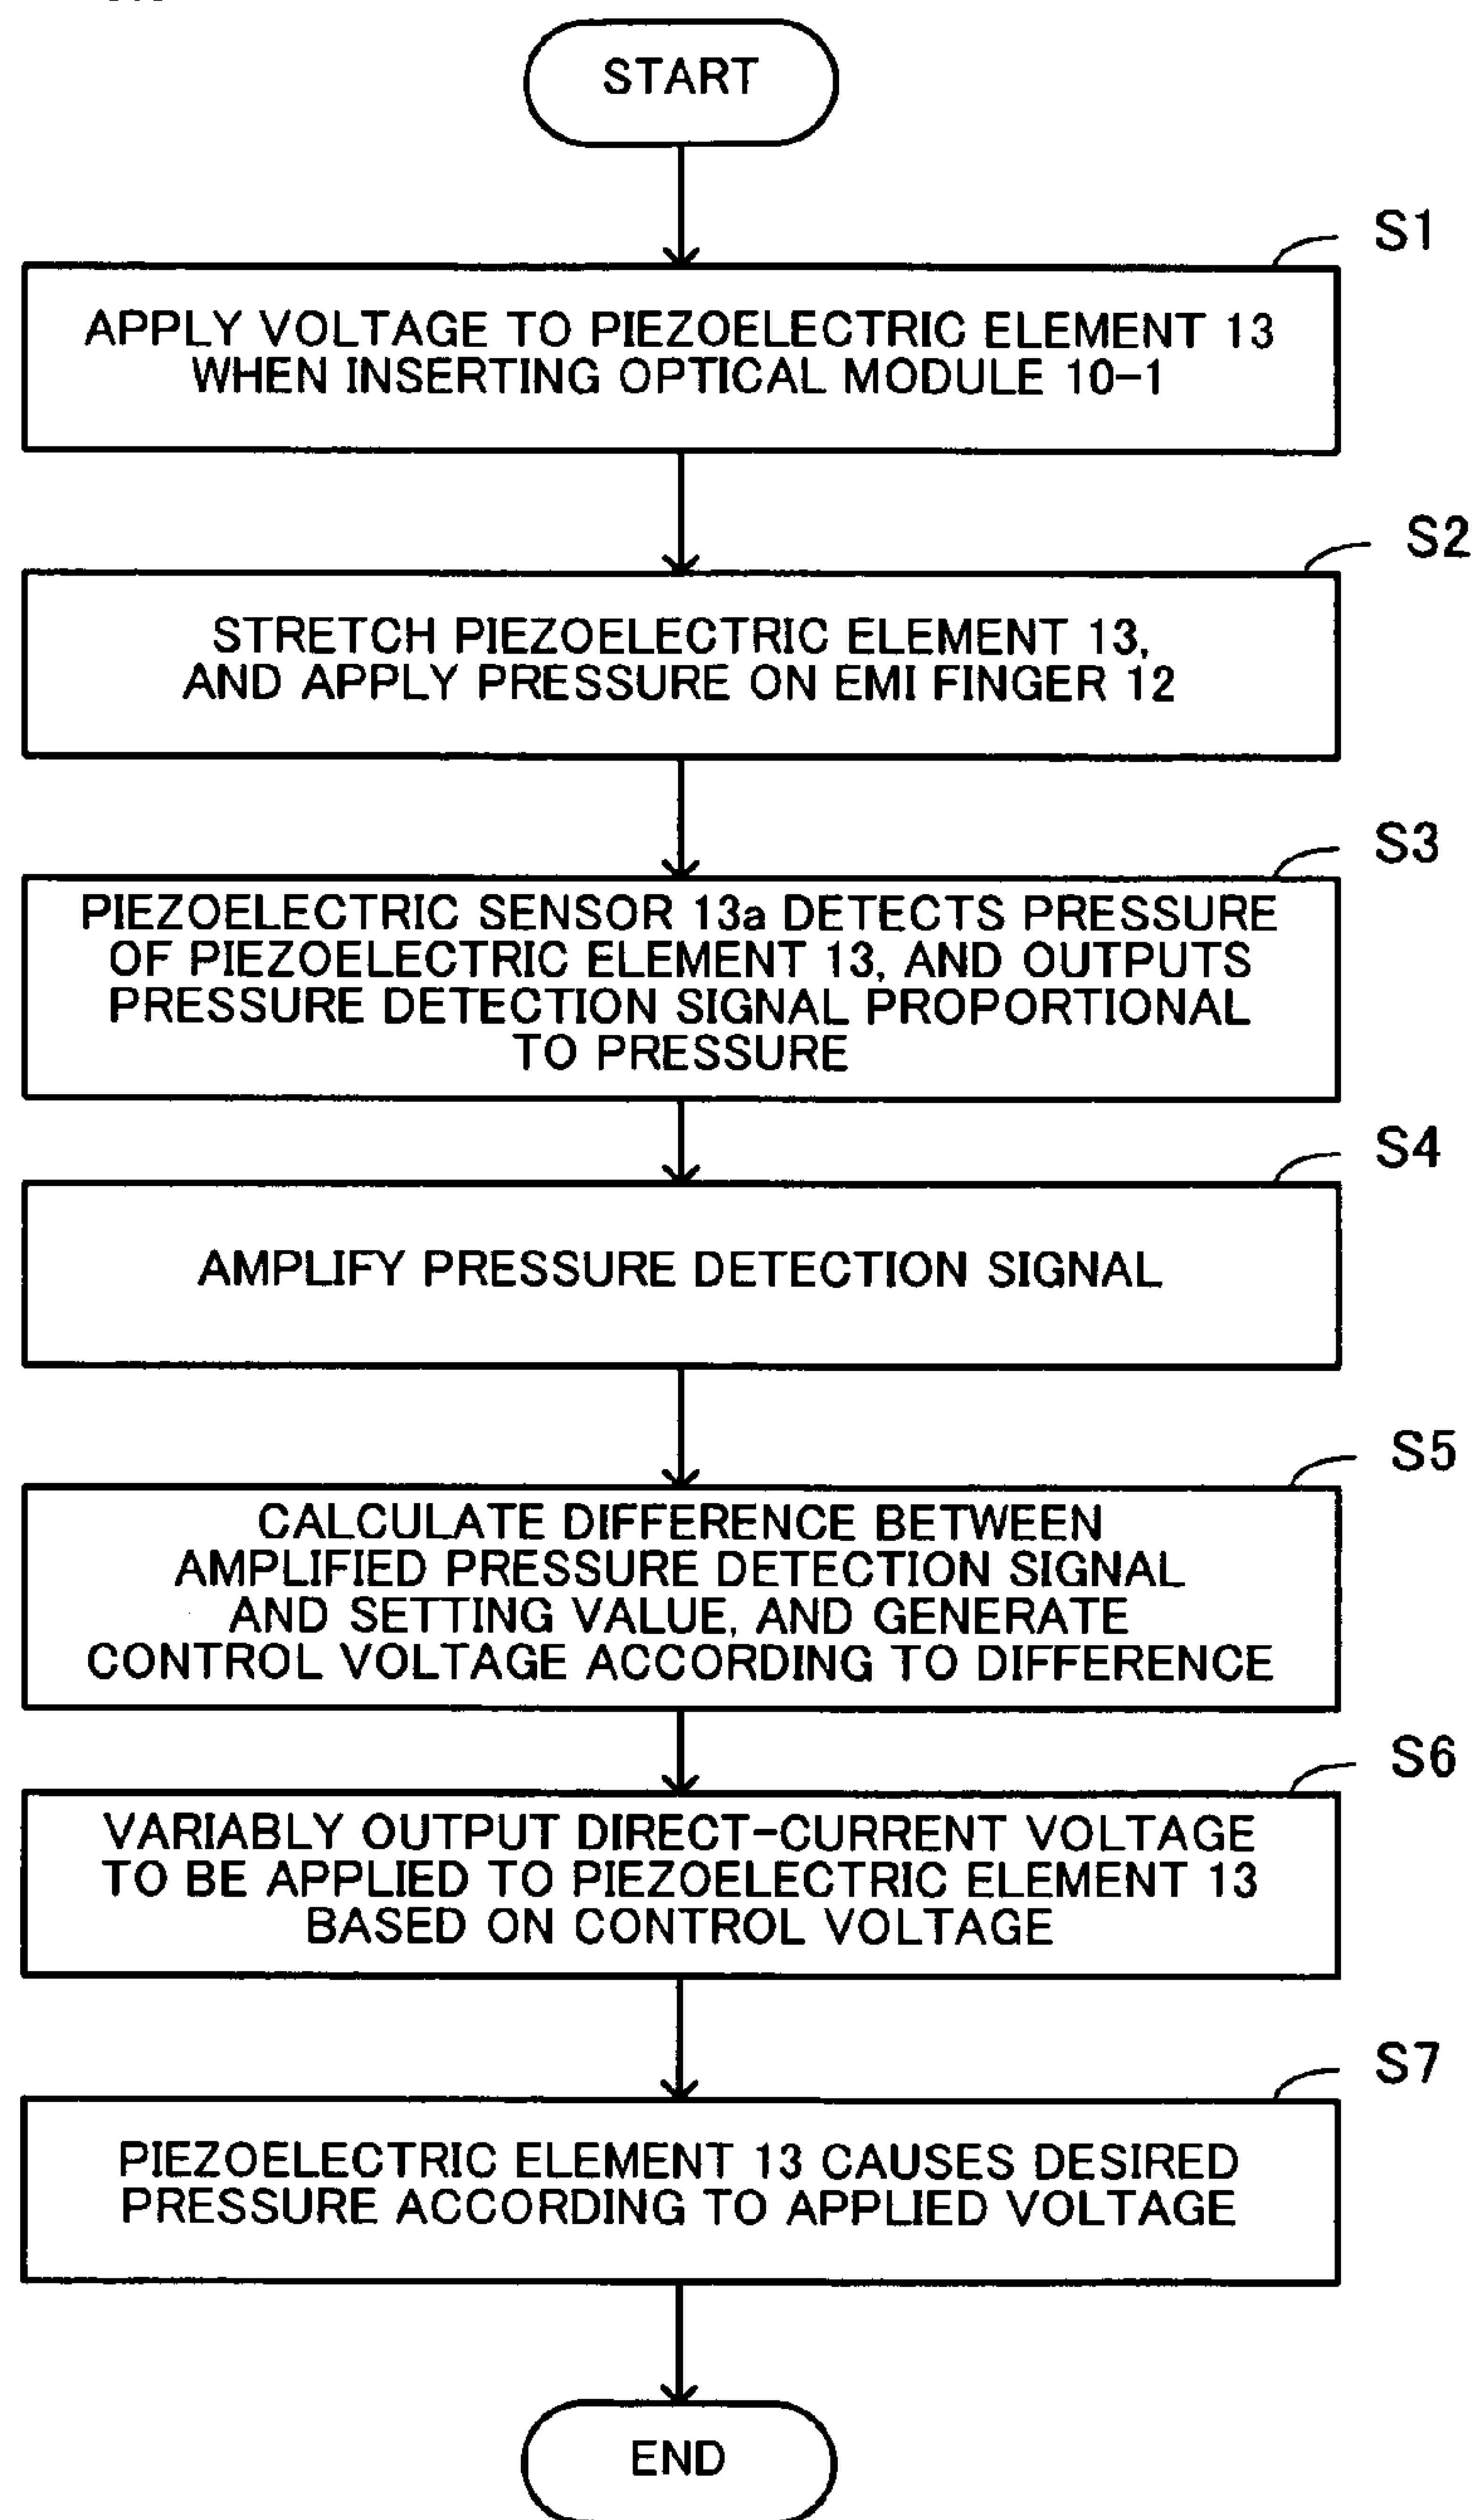 START
S1
APPLY VOLTAGE TO PIEZOELECTRIC ELEMENT 13
WHEN INSERTING OPTICAL MODULE 10-1
S2
STRETCH PIEZOELECTRIC ELEMENT 13,
AND APPLY PRESSURE ON EMI FINGER 12
S3
PIEZOELECTRIC SENSOR 13a DETECTS PRESSURE
OF PIEZOELECTRIC ELEMENT 13, AND OUTPUTS
PRESSURE DETECTION SIGNAL PROPORTIONAL
TO PRESSURE
S4
AMPLIFY PRESSURE DETECTION SIGNAL
S5
CALCULATE DIFFERENCE BETWEEN
AMPLIFIED PRESSURE DETECTION SIGNAL
AND SETTING VALUE, AND GENERATE
CONTROL VOLTAGE ACCORDING TO DIFFERENCE
S6
VARIABLY OUTPUT DIRECT-CURRENT VOLTAGE
TO BE APPLIED TO PIEZOELECTRIC ELEMENT 13
BASED ON CONTROL VOLTAGE
S7
PIEZOELECTRIC ELEMENT 13 CAUSES DESIRED
PRESSURE ACCORDING TO APPLIED VOLTAGE
END